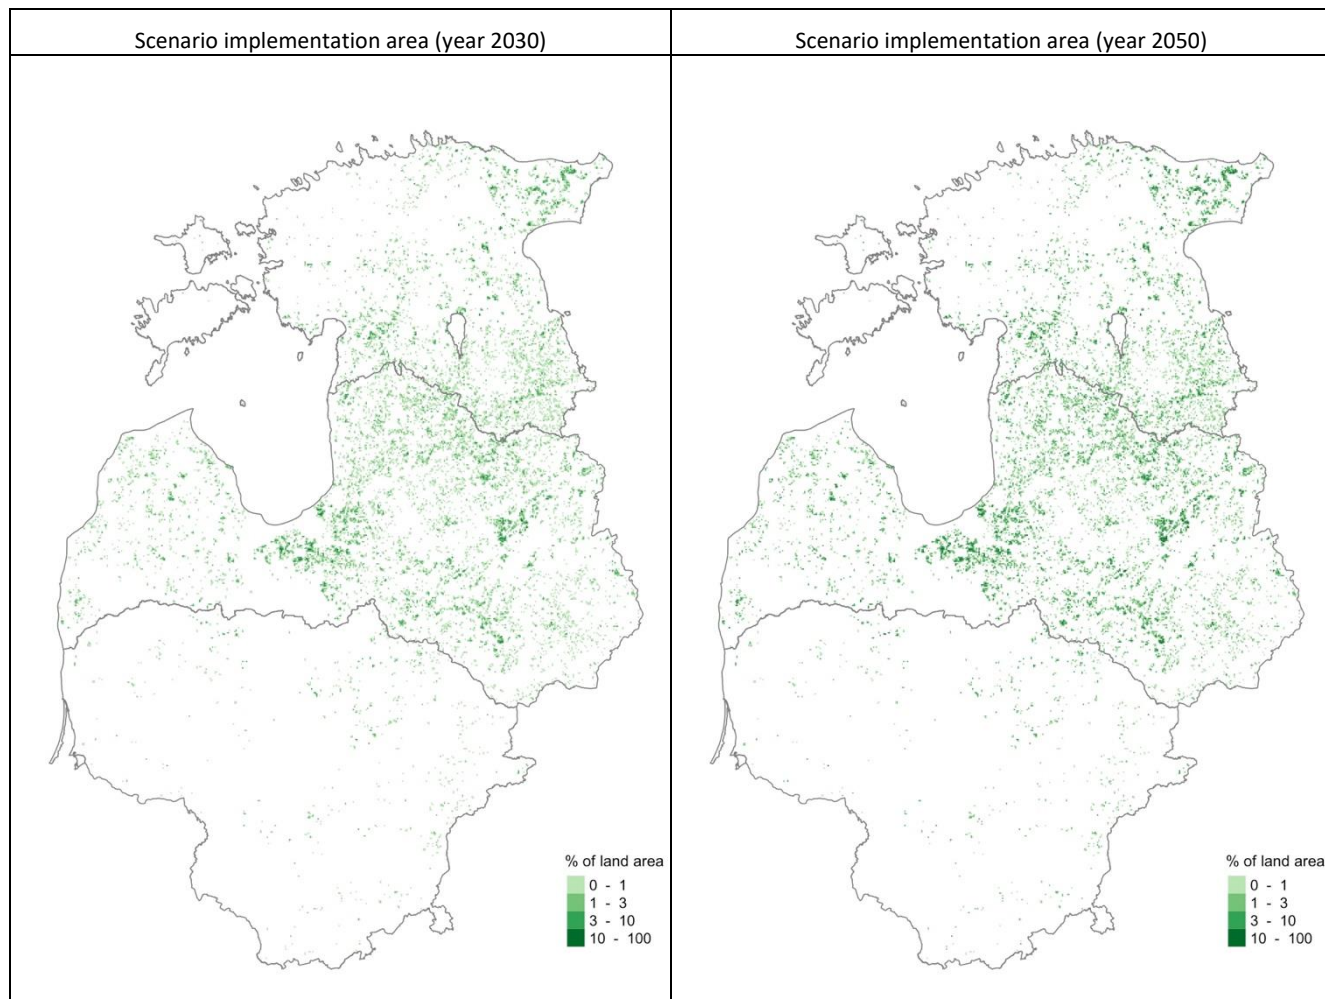 Scenario implementation area (year 2030)
Scenario implementation area (year 2050)
% of land area
0 - 1
1 - 3
3 - 10
10 - 100
% of land area
0 - 1
1 - 3
3 - 10
10 - 100